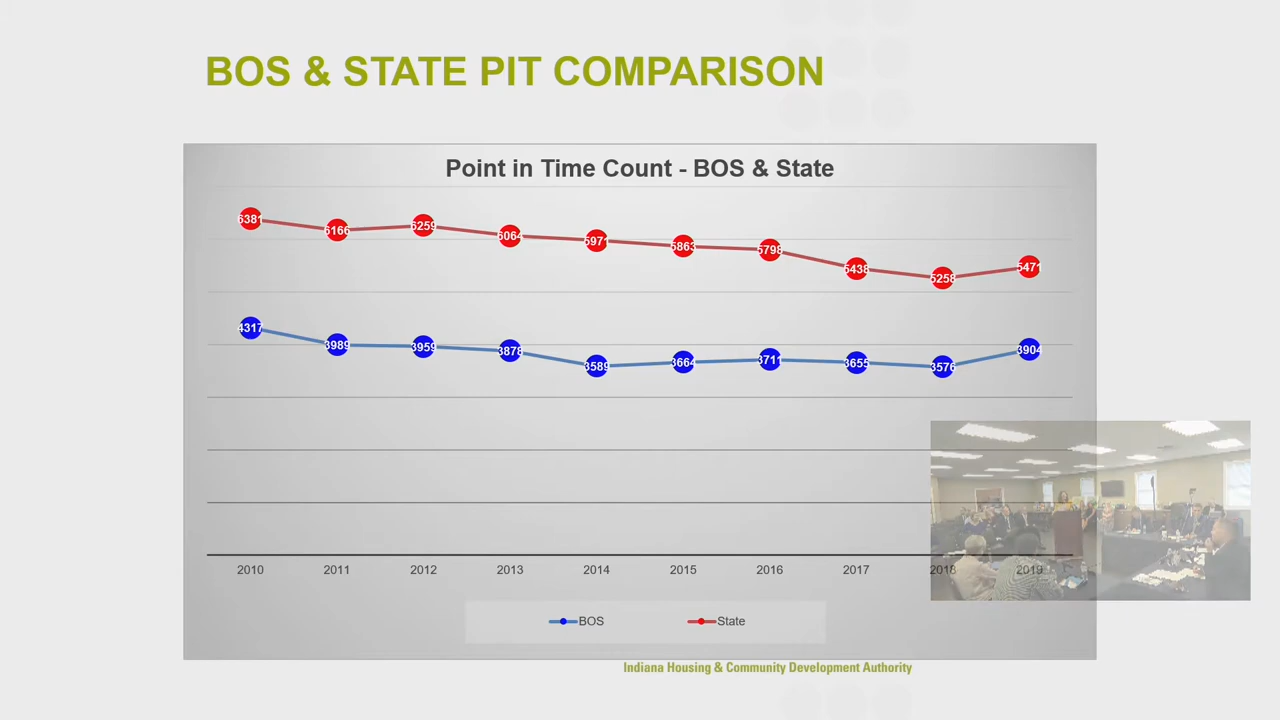 BOS & STATE PIT COMPARISON
Point in Time Count - BOS & State
6381 6166 6259 6064 5971 5863 5798 5438 5258 5471
4317 3989 3959 3878 3589 3664 3711 3655 3576 3904
2010 2011 2012 2013 2014 2015 2016 2017 2018 2019
BOS State
Indiana Housing & Community Development Authority